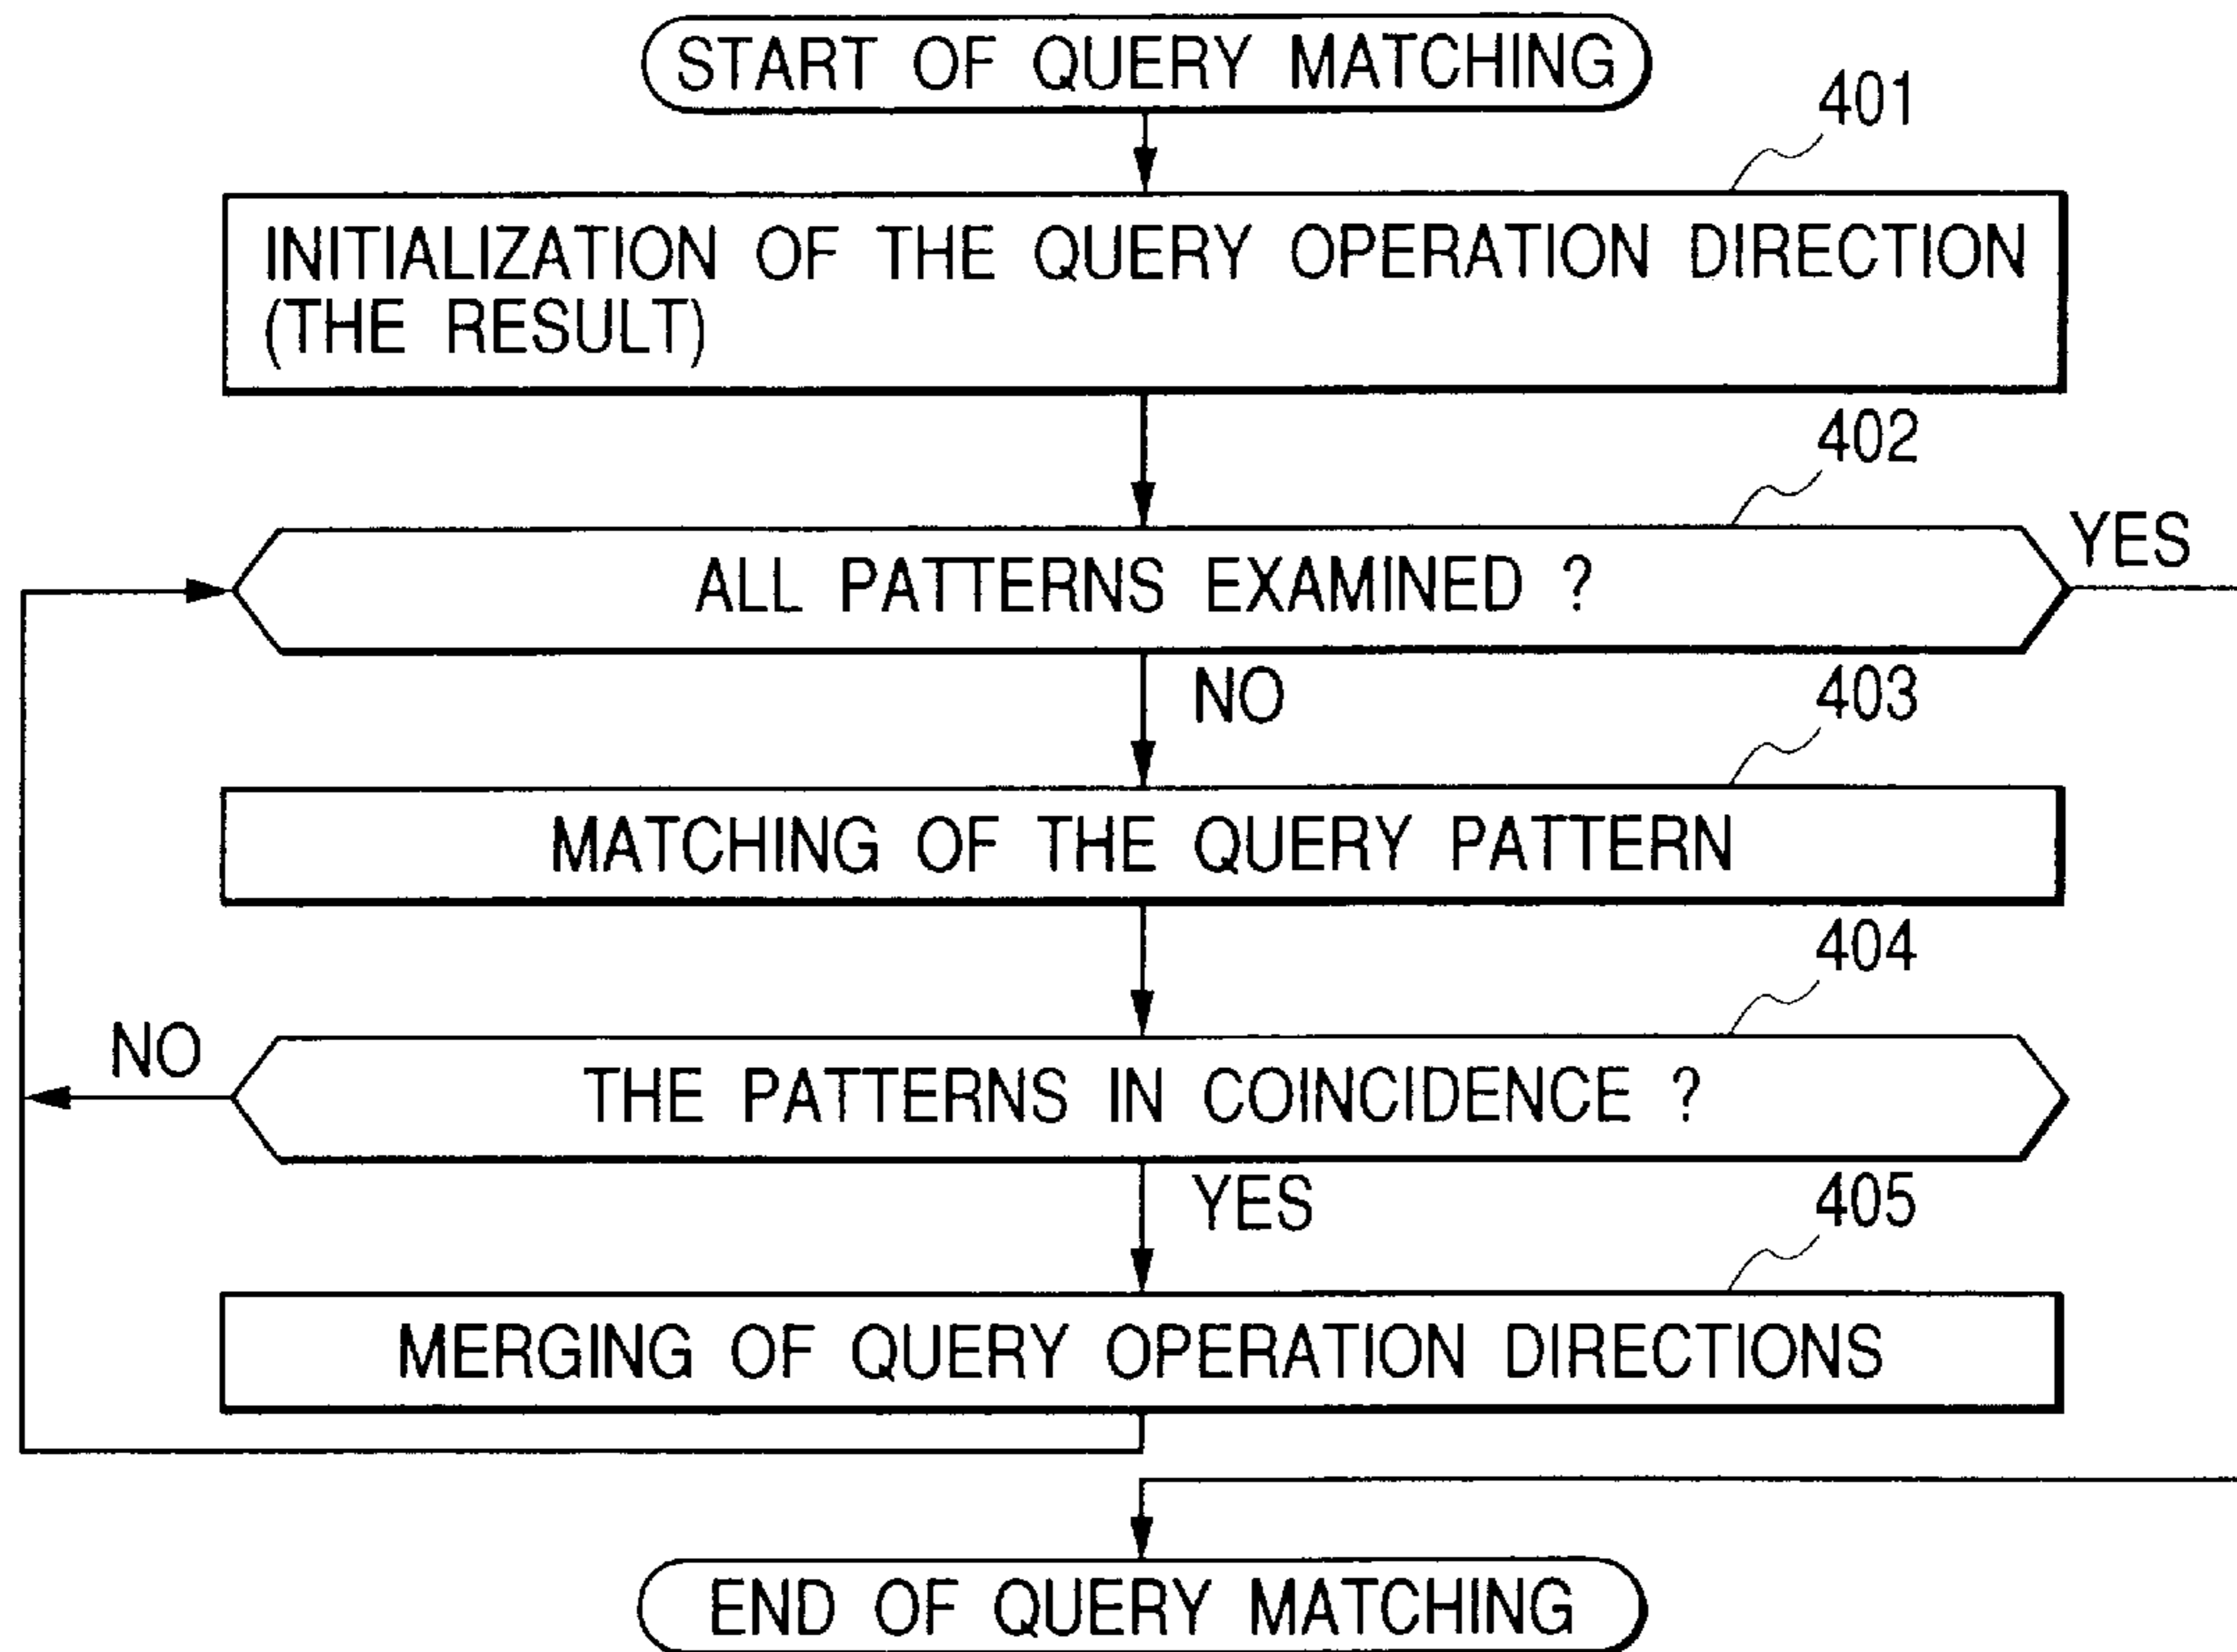 START OF QUERY MATCHING
401
INITIALIZATION OF THE QUERY OPERATION DIRECTION
(THE RESULT)
402
ALL PATTERNS EXAMINED ?
YES
NO
403
MATCHING OF THE QUERY PATTERN
404
NO
THE PATTERNS IN COINCIDENCE ?
YES
405
MERGING OF QUERY OPERATION DIRECTIONS
END OF QUERY MATCHING